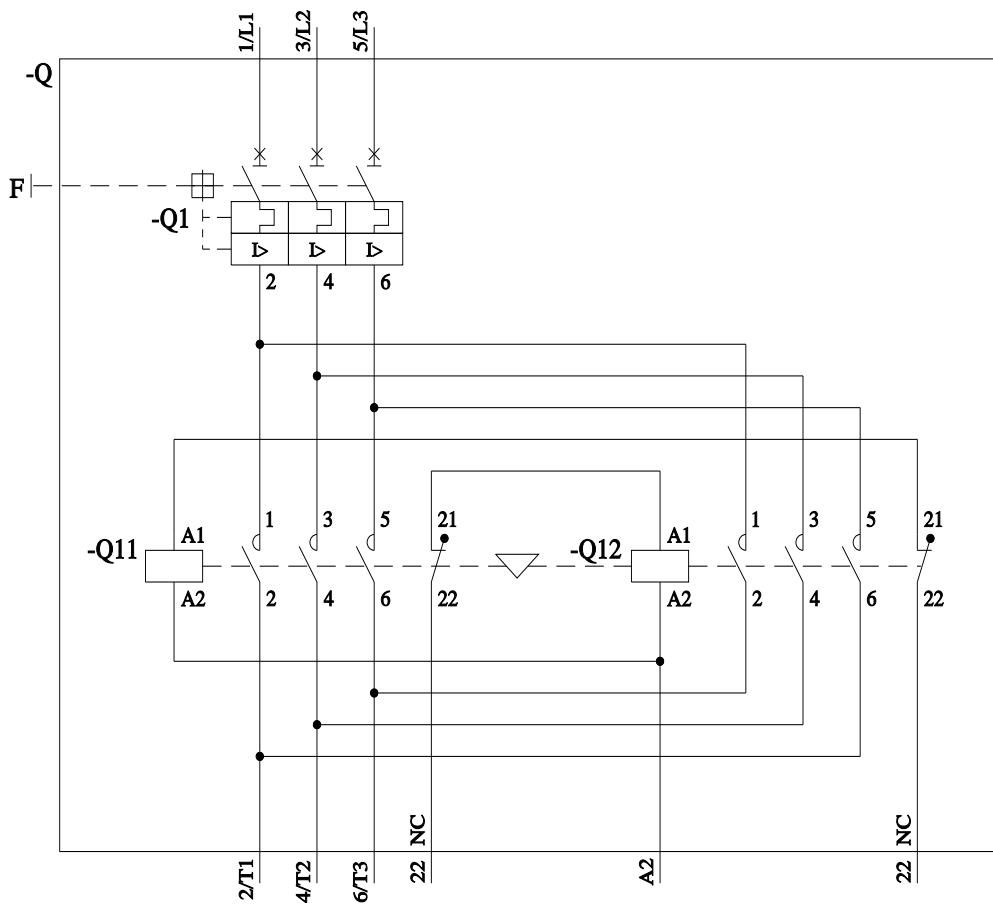 1/L1 3/L2 5/L3
-Q
F
-Q1
I> I> I>
2 4 6
1 3 5 21 1 3 5 21
-Q11 A1 -Q12 A1
A2 2 4 6 22 A2 2 4 6 22
2/T1 4/T2 6/T3 22 NC A2 22 NC